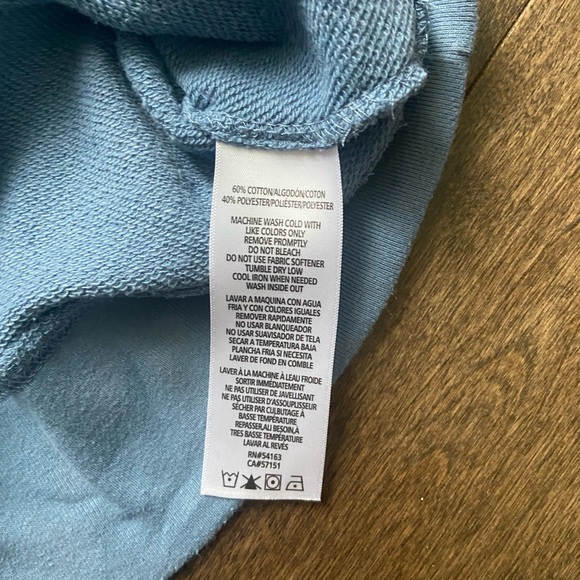 60% COTTON/ALGODÓN/COTON
40% POLYESTER/POLIÉSTER/POLYESTER
MACHINE WASH COLD WITH
LIKE COLORS ONLY
REMOVE PROMPTLY
DO NOT BLEACH
DO NOT USE FABRIC SOFTENER
TUMBLE DRY LOW
COOL IRON WHEN NEEDED
WASH INSIDE OUT
LAVAR A MAQUINA CON AGUA
FRIA Y CON COLORES IGUALES
REMOVER RAPIDAMENTE
NO USAR BLANQUEADOR
NO USAR SUAVISADOR DE TELA
SECAR A TEMPERATURA BAJA
PLANCHA FRIA SI NECESITA
LAVER DE FOND EN COMBLE
LAVER À LA MACHINE À LEAU FROIDE
SORTIR IMMÉDIATEMENT
NE PAS UTILISER DE JAVELLISANT
NE PAS UTILISER D'ASSOUPLISSEUR
SÉCHER PAR CULBUTAGE À
BASSE TEMPÉRATURE
REPASSER,AU BESOIN,À
TRES BASSE TEMPÉRATURE
LAVAR AL REVÉS
RN#54163
CA#57151